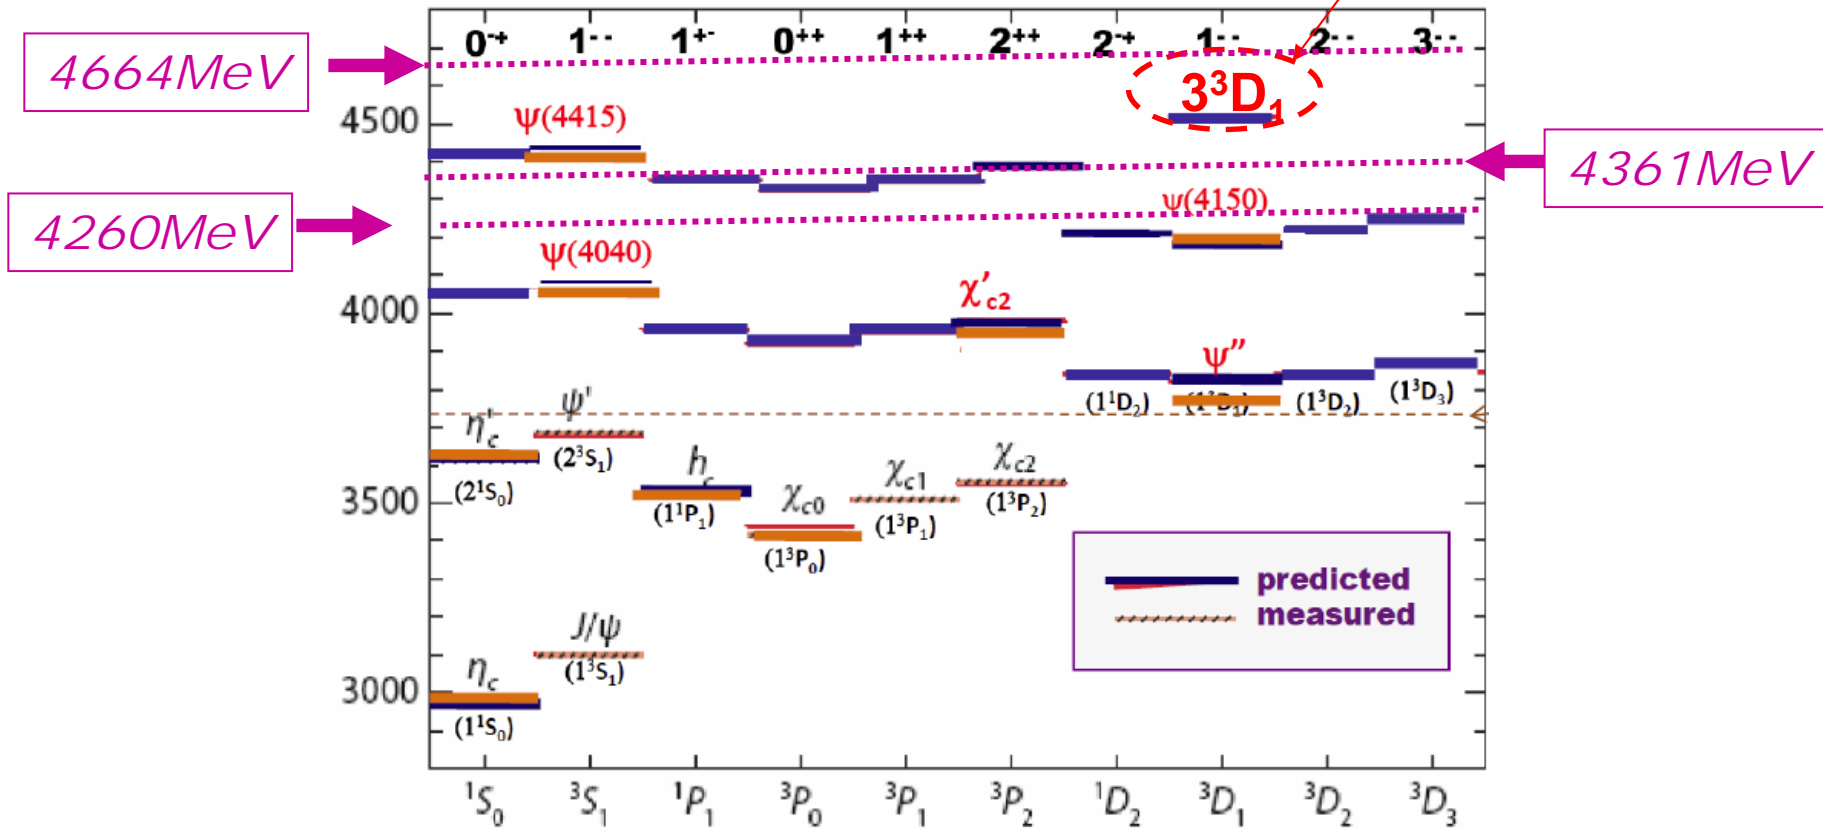 0⁻⁺ 1⁻⁻ 1⁺⁻ 0⁺⁺ 1⁺⁺ 2⁺⁺ 2⁻⁺ 1⁻⁻ 2⁻⁻ 3⁻⁻
4664MeV
3³D₁
4500
ψ(4415)
4361MeV
ψ(4150)
4260MeV
ψ(4040)
4000
χ′c2
ψ″
(1¹D₂) (1³D₁) (1³D₂) (1³D₃)
η′c
ψ'
(2³S₁)
(2¹S₀)
hc
χc0
χc1
χc2
3500
(1¹P₁)
(1³P₀)
(1³P₁)
(1³P₂)
predicted
measured
J/ψ
(1³S₁)
ηc
3000
(1¹S₀)
¹S₀ ³S₁ ¹P₁ ³P₀ ³P₁ ³P₂ ¹D₂ ³D₁ ³D₂ ³D₃